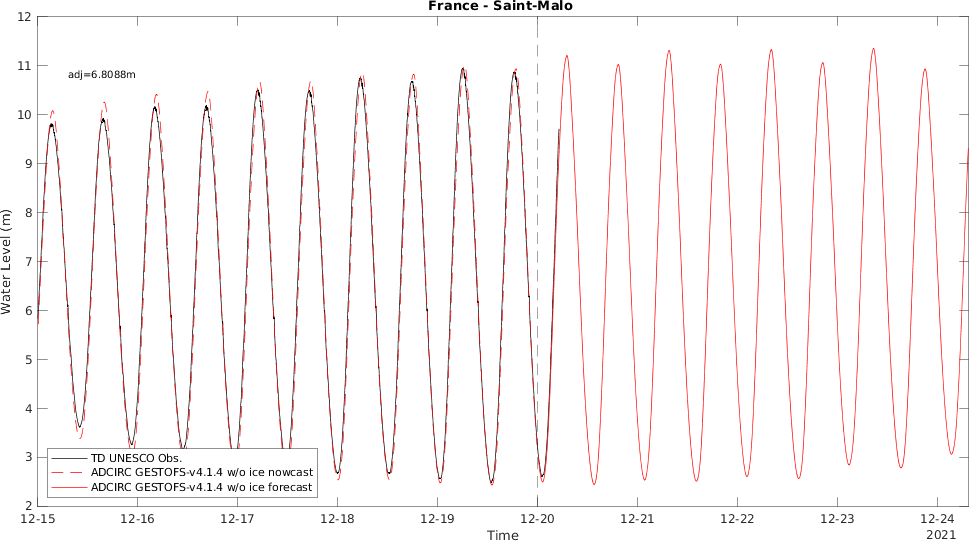 France - Saint-Malo
adj=6.8088m
Water Level (m)
12
11
10
9
8
7
6
5
4
3
2
TD UNESCO Obs.
ADCIRC GESTOFS-v4.1.4 w/o ice nowcast
ADCIRC GESTOFS-v4.1.4 w/o ice forecast
12-15 12-16 12-17 12-18 12-19 12-20 12-21 12-22 12-23 12-24
Time
2021